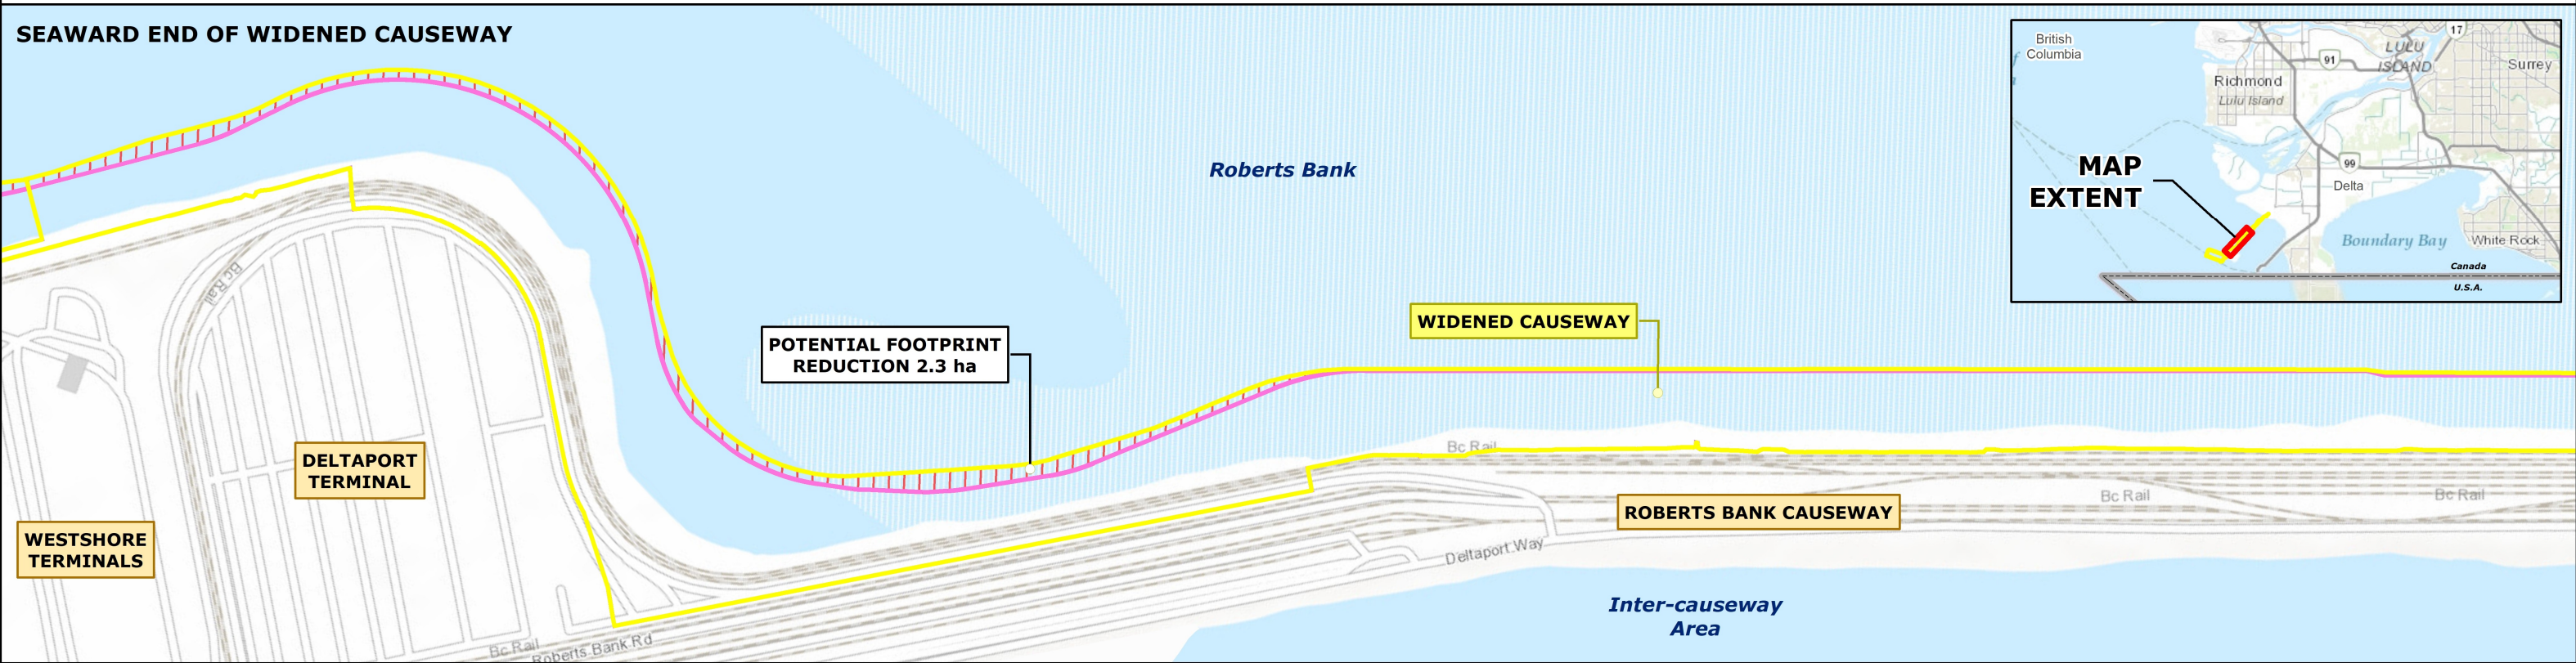 SEAWARD END OF WIDENED CAUSEWAY
Roberts Bank
British
Columbia
17
LULU
ISLAND
91
Surrey
Richmond
Lulu Island
MAP
EXTENT
99
Delta
Boundary Bay
White Rock
Canada
U.S.A.
WIDENED CAUSEWAY
POTENTIAL FOOTPRINT
REDUCTION 2.3 ha
Bc Rail
Bc Rail
DELTAPORT
TERMINAL
WESTSHORE
TERMINALS
ROBERTS BANK CAUSEWAY
Bc Rail
Bc Rail
Deltaport Way
Inter-causeway
Area
Bc Rail
Roberts Bank Rd